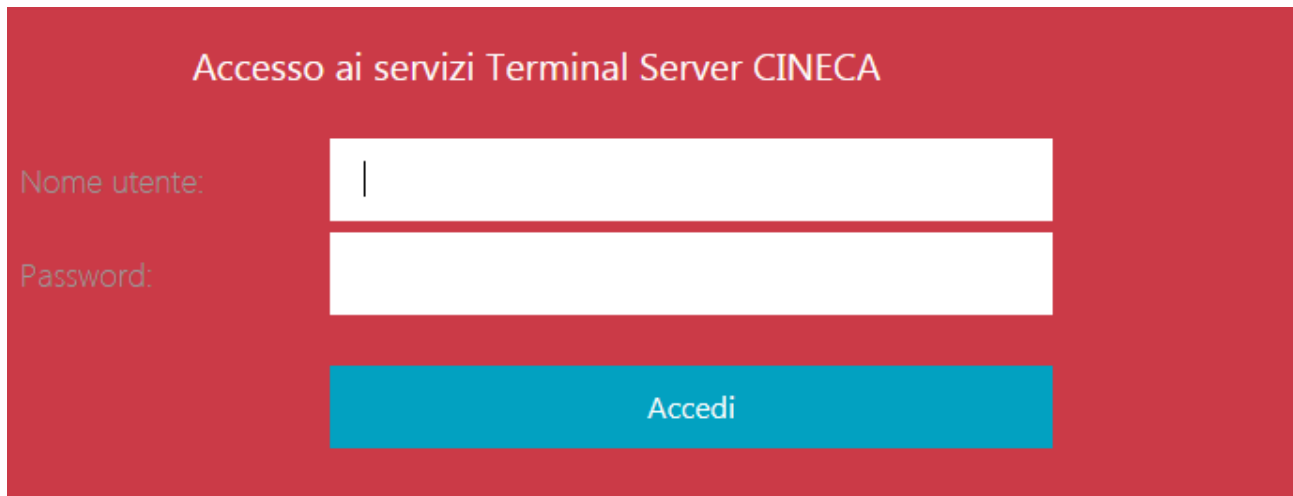 Accesso ai servizi Terminal Server CINECA
Nome utente:
Password:
Accedi